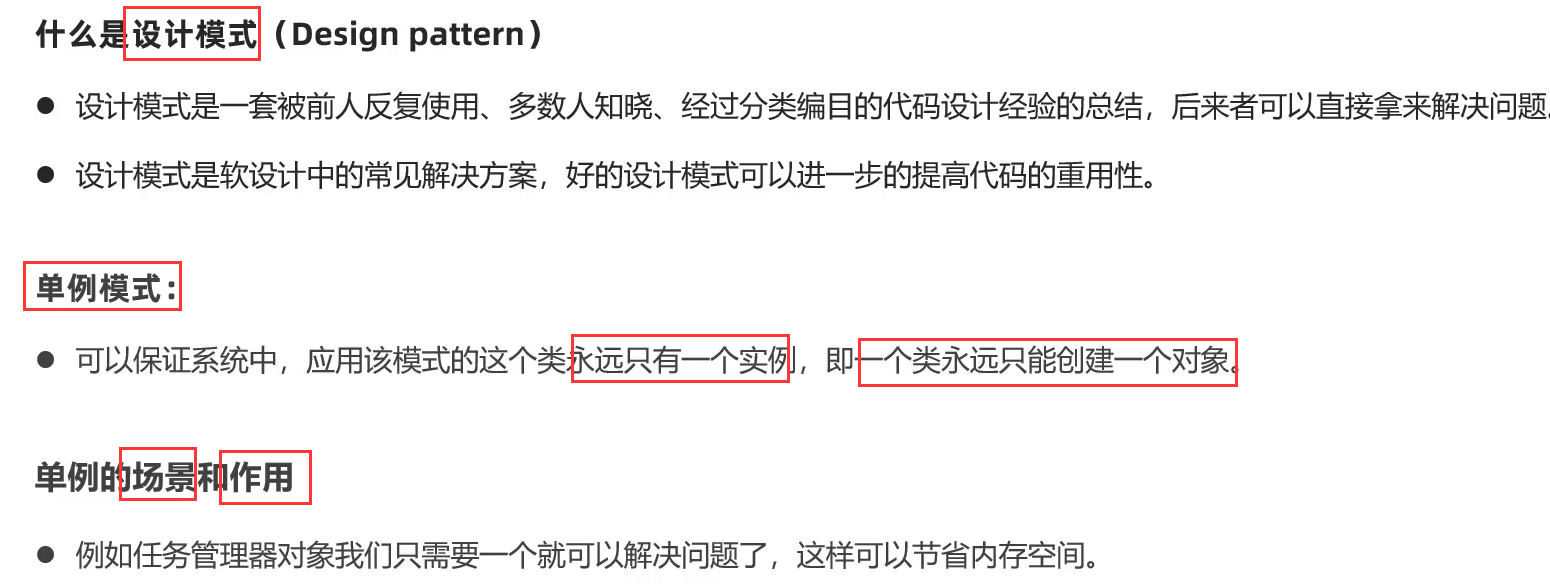 什么是设计模式（Design pattern）
● 设计模式是一套被前人反复使用、多数人知晓、经过分类编目的代码设计经验的总结，后来者可以直接拿来解决问题。
● 设计模式是软设计中的常见解决方案，好的设计模式可以进一步的提高代码的重用性。
单例模式：
● 可以保证系统中，应用该模式的这个类永远只有一个实例，即一个类永远只能创建一个对象。
单例的场景和作用
● 例如任务管理器对象我们只需要一个就可以解决问题了，这样可以节省内存空间。